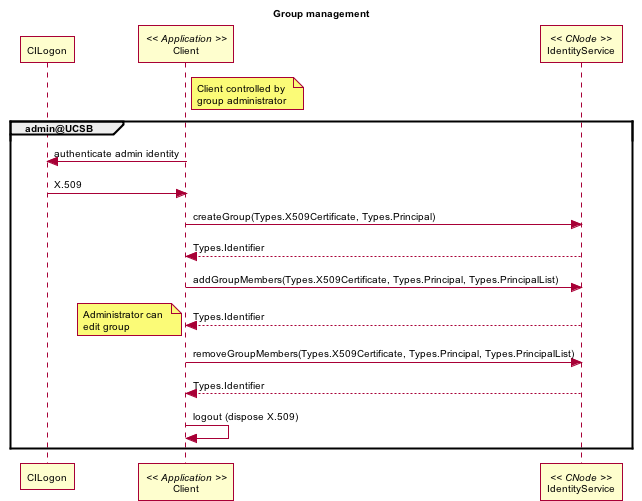 Group management
CILogon
<< Application >>
Client
<< CNode >>
IdentityService
Client controlled by
group administrator
admin@UCSB
authenticate admin identity
X.509
createGroup(Types.X509Certificate, Types.Principal)
Types.Identifier
addGroupMembers(Types.X509Certificate, Types.Principal, Types.PrincipalList)
Administrator can
edit group
Types.Identifier
removeGroupMembers(Types.X509Certificate, Types.Principal, Types.PrincipalList)
Types.Identifier
logout (dispose X.509)
CILogon
<< Application >>
Client
<< CNode >>
IdentityService